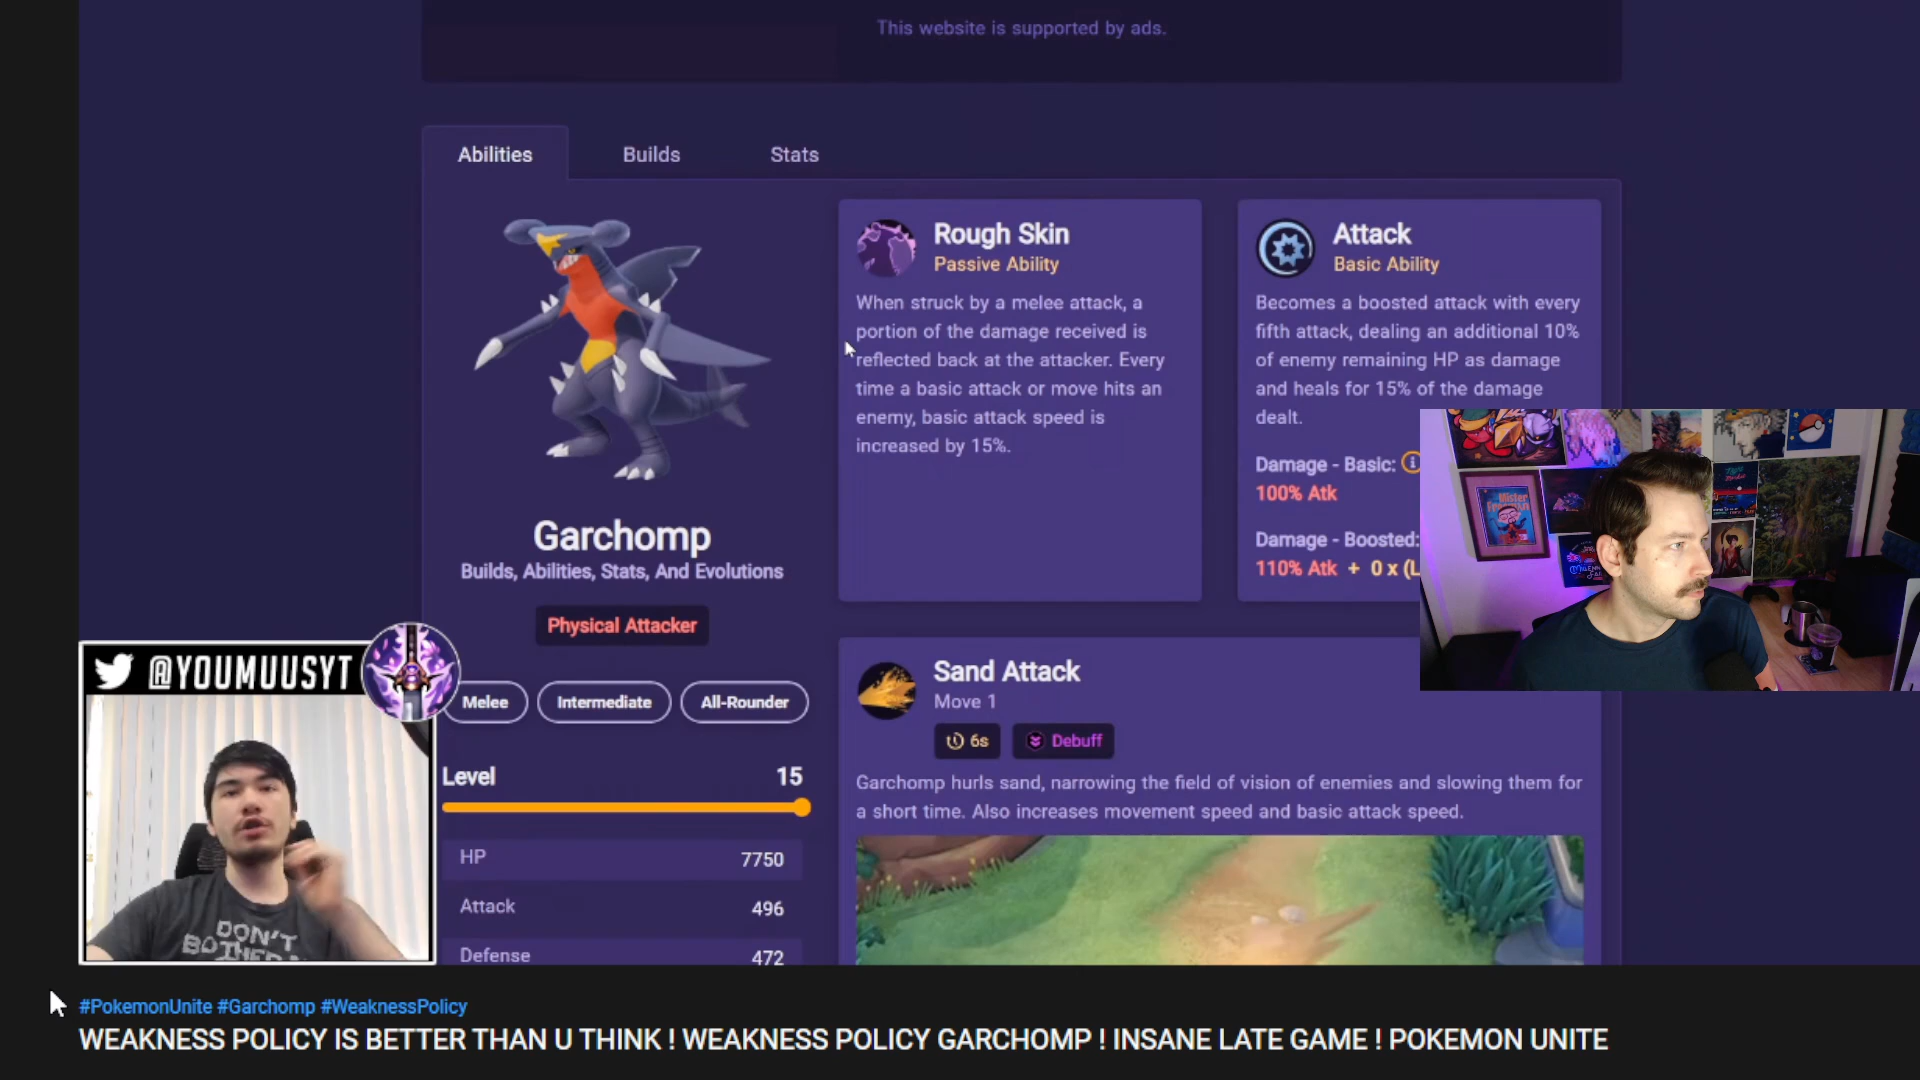 This website is supported by ads.
Abilities
Builds
Stats
Rough Skin
Passive Ability
When struck by a melee attack, a
portion of the damage received is
reflected back at the attacker. Every
time a basic attack or move hits an
enemy, basic attack speed is
increased by 15%.
Attack
Basic Ability
Becomes a boosted attack with every
fifth attack, dealing an additional 10%
of enemy remaining HP as damage
and heals for 15% of the damage
dealt.
Damage - Basic:
100% Atk
Damage - Boosted:
110% Atk + 0 x (L
Garchomp
Builds, Abilities, Stats, And Evolutions
Physical Attacker
Melee
Intermediate
All-Rounder
Level 15
HP 7750
Attack 496
Defense 472
Sand Attack
Move 1
6s
Debuff
Garchomp hurls sand, narrowing the field of vision of enemies and slowing them for
a short time. Also increases movement speed and basic attack speed.
@YOUMUUSYT
DON'T
Mister
#PokemonUnite #Garchomp #WeaknessPolicy
WEAKNESS POLICY IS BETTER THAN U THINK ! WEAKNESS POLICY GARCHOMP ! INSANE LATE GAME ! POKEMON UNITE